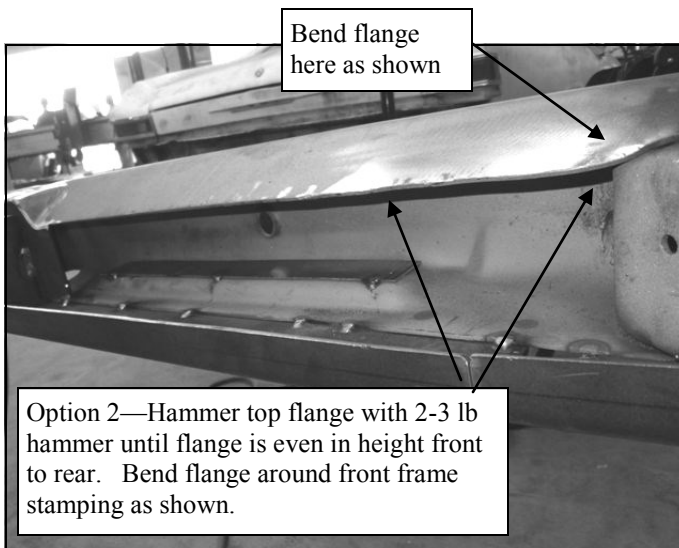 Bend flange
here as shown
Option 2—Hammer top flange with 2-3 lb
hammer until flange is even in height front
to rear. Bend flange around front frame
stamping as shown.